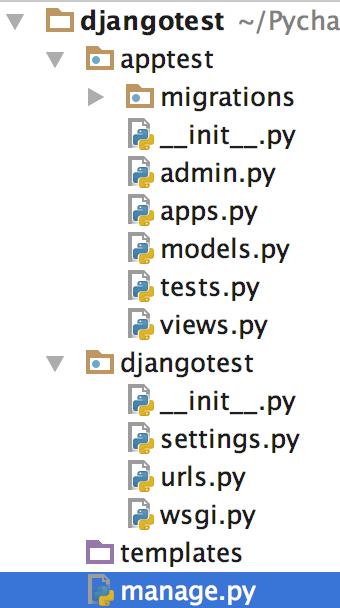 djangotest ~/Pycha
apptest
migrations
__init__.py
admin.py
apps.py
models.py
tests.py
views.py
djangotest
__init__.py
settings.py
urls.py
wsgi.py
templates
manage.py